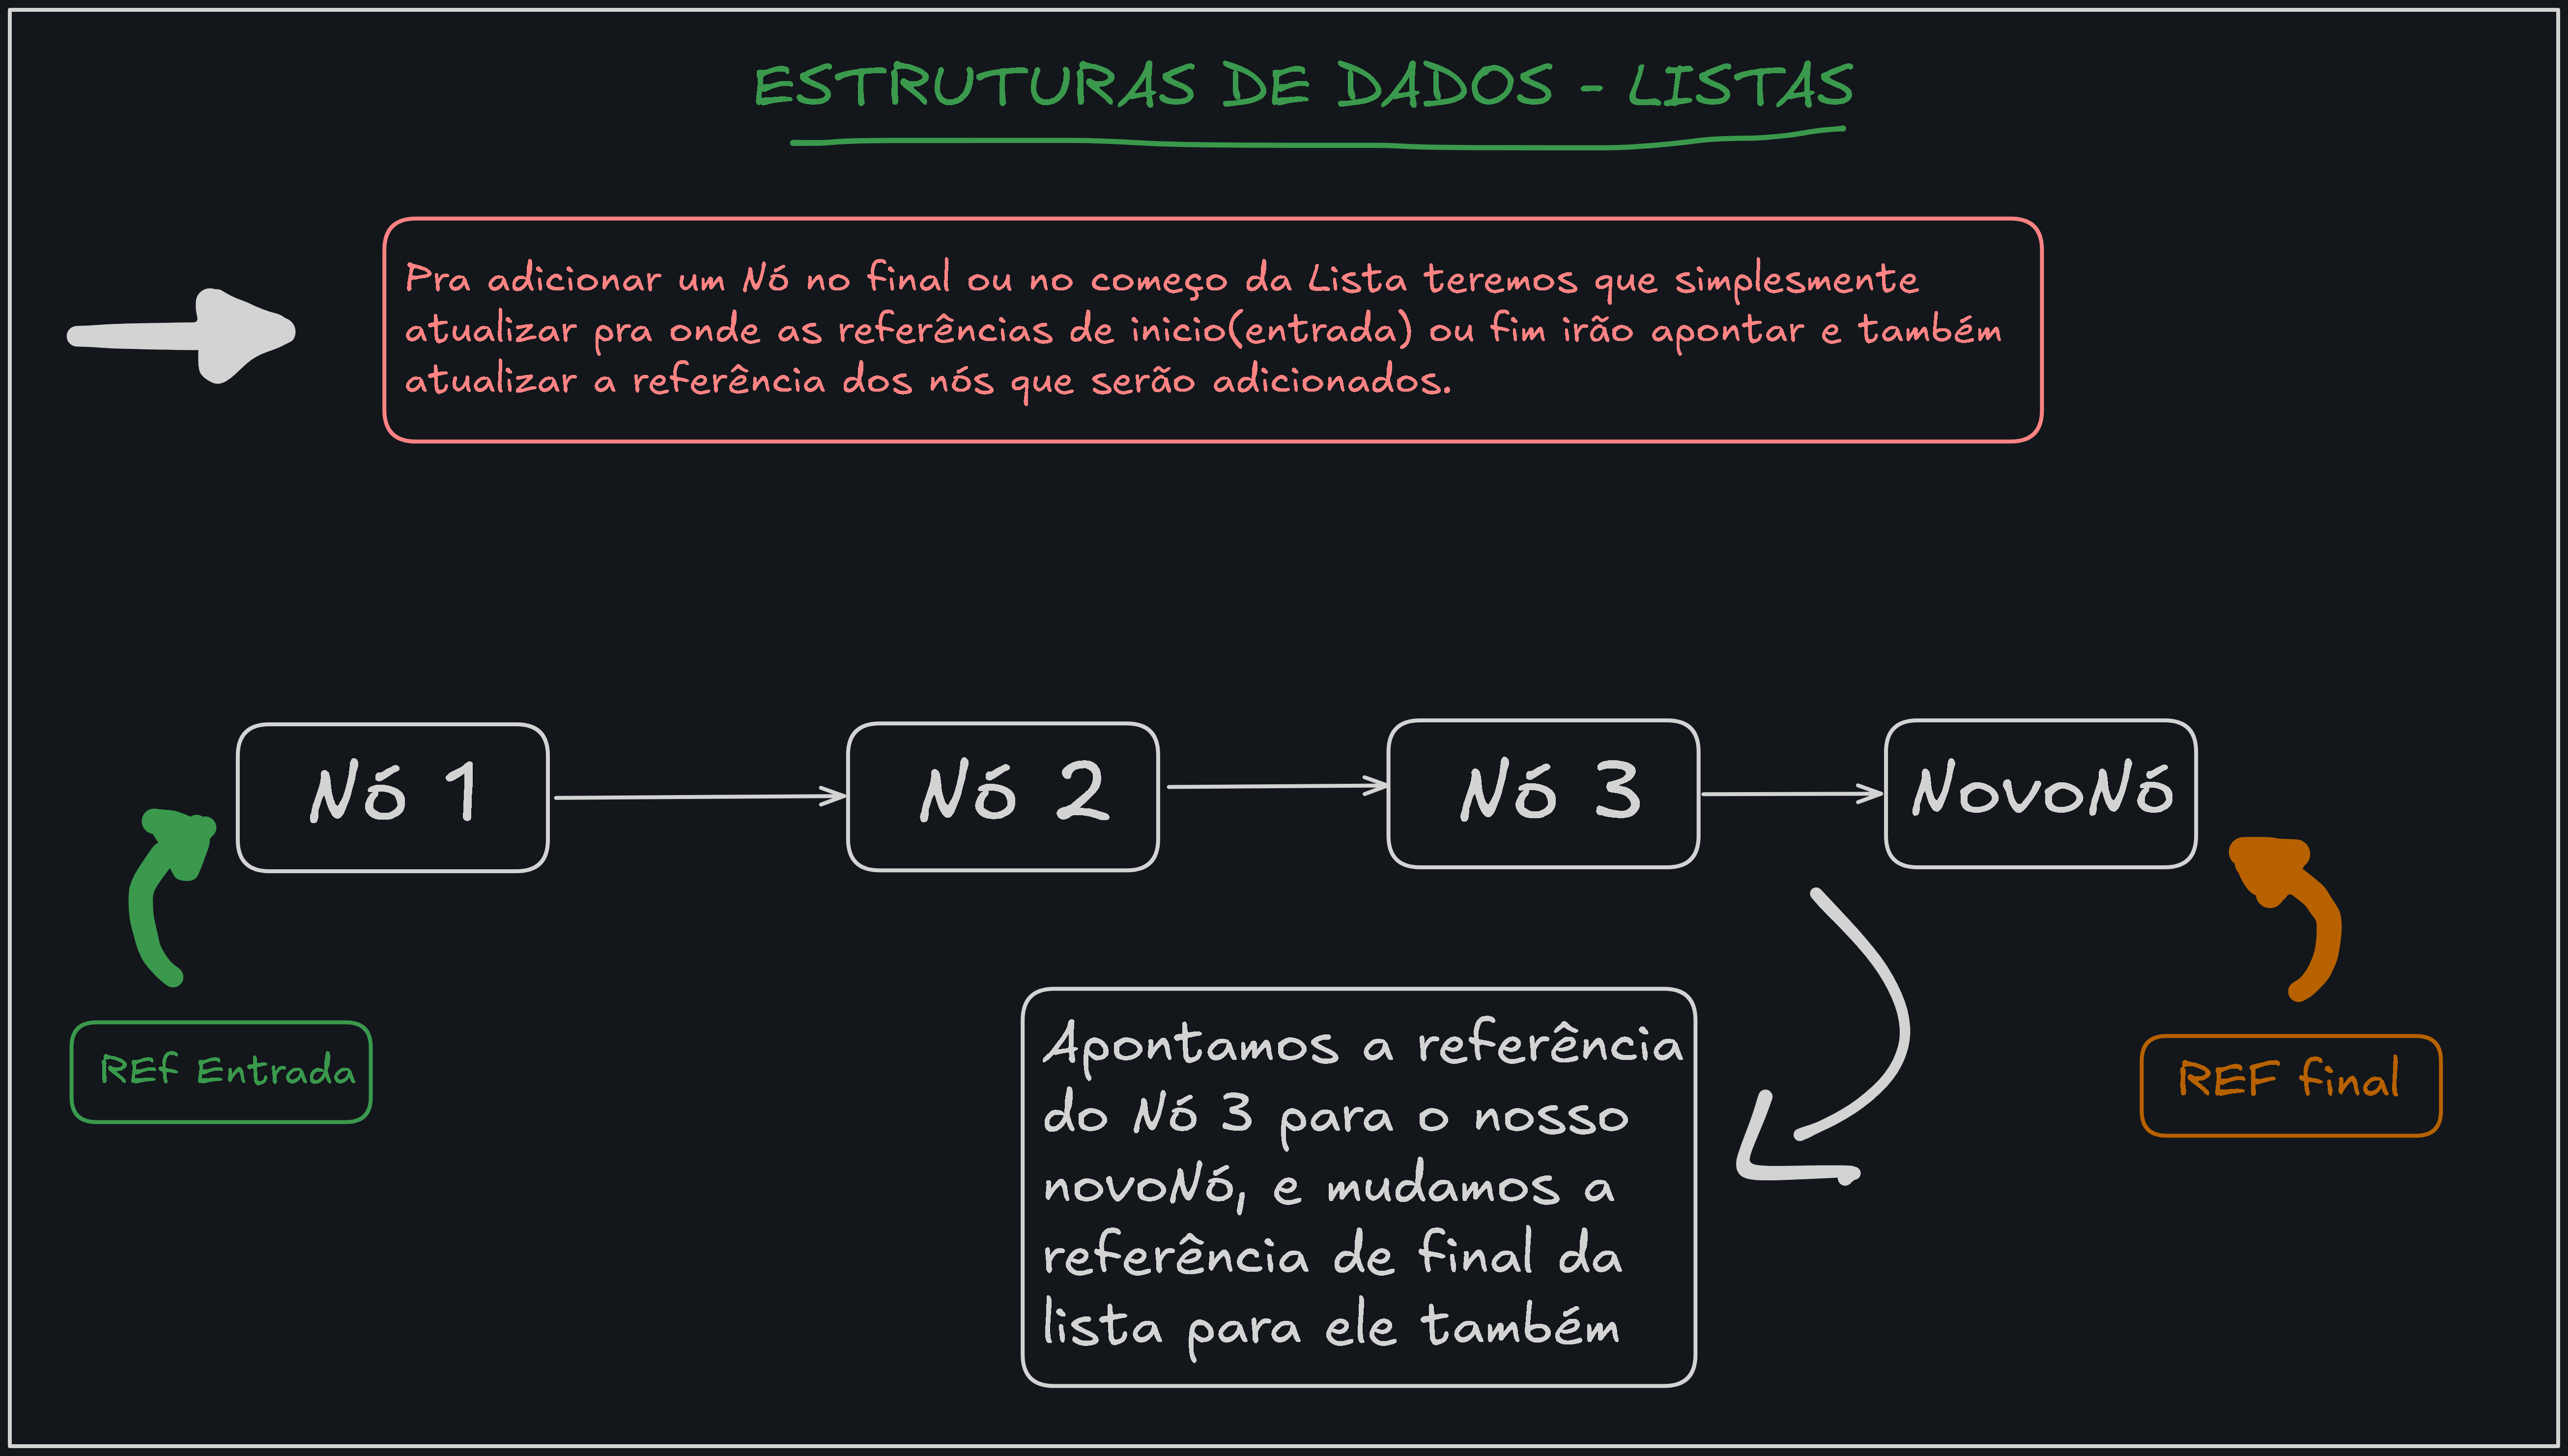 ESTRUTURAS DE DADOS - LISTAS
Pra adicionar um Nó no final ou no começo da Lista teremos que simplesmente
atualizar pra onde as referências de inicio(entrada) ou fim irão apontar e também
atualizar a referência dos nós que serão adicionados.
Nó 1
Nó 2
Nó 3
NovoNó
REf Entrada
REF final
Apontamos a referência
do Nó 3 para o nosso
novoNó, e mudamos a
referência de final da
lista para ele também